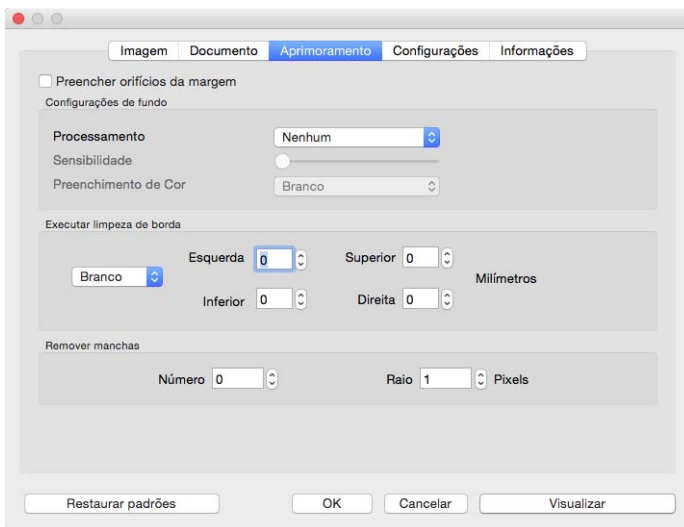 Imagem Documento Aprimoramento Configurações Informações
Preencher orifícios da margem
Configurações de fundo
Processamento Nenhum
Sensibilidade
Preenchimento de Cor Branco
Executar limpeza de borda
Branco Esquerda 0 Superior 0 Milímetros
Inferior 0 Direita 0
Remover manchas
Número 0 Raio 1 Pixels
Restaurar padrões OK Cancelar Visualizar